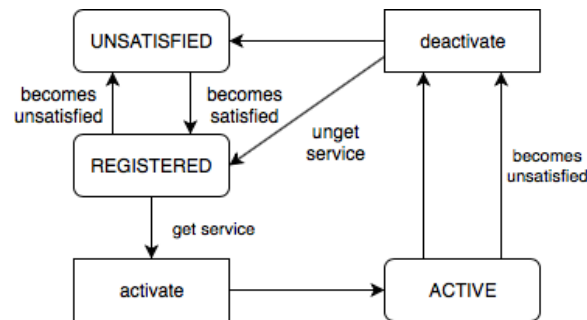 UNSATISFIED
deactivate
becomes
unsatisfied
becomes
satisfied
unget
service
becomes
unsatisfied
REGISTERED
get service
activate
ACTIVE